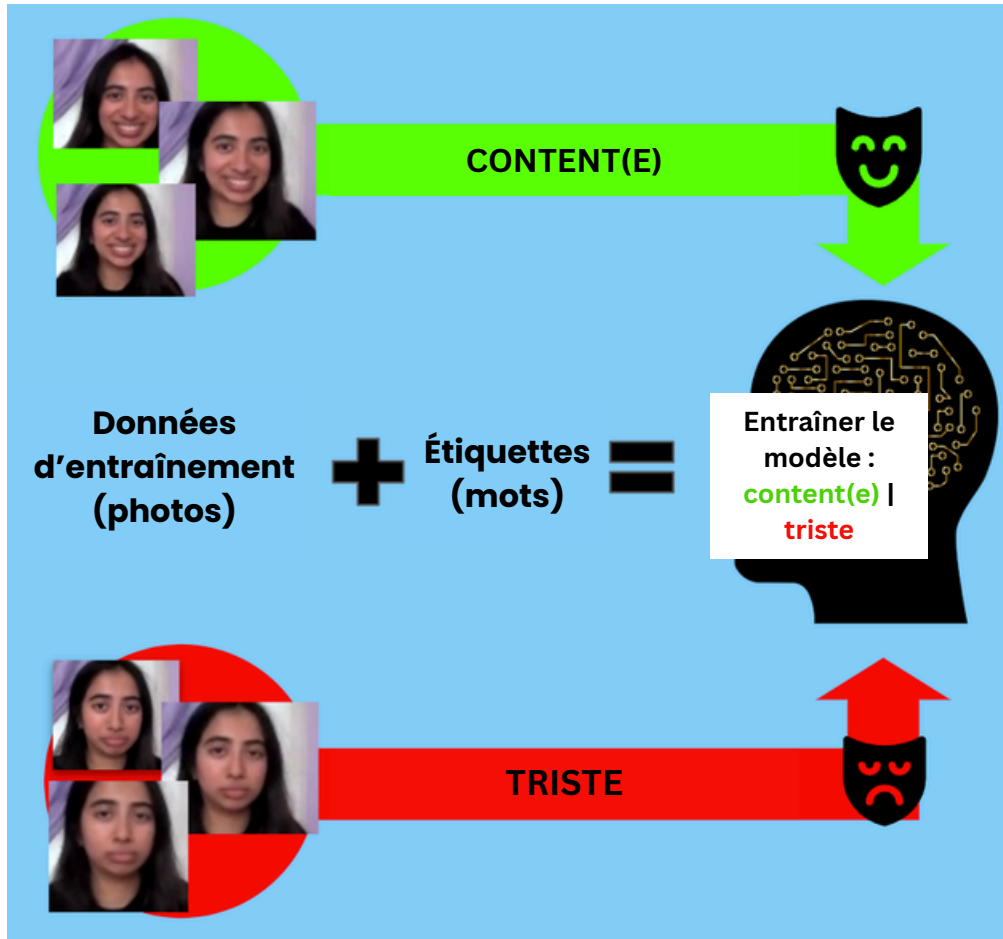 CONTENT(E)
Données
d’entraînement
(photos)
Étiquettes
(mots)
Entraîner le
modèle :
content(e) |
triste
TRISTE